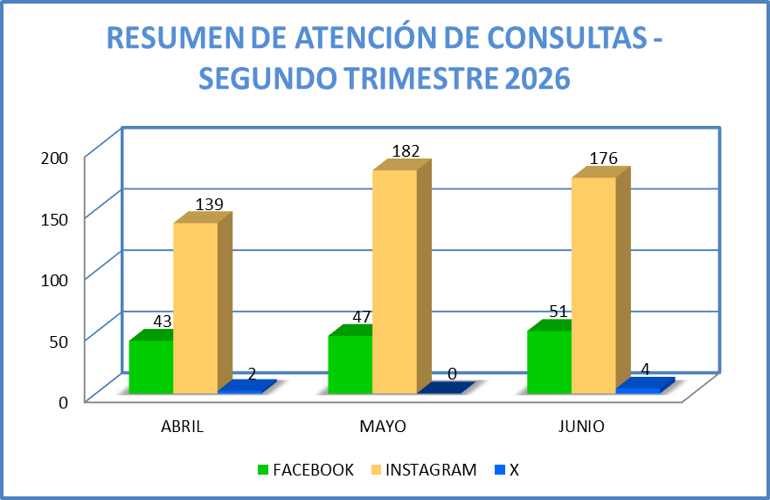 RESUMEN DE ATENCIÓN DE CONSULTAS -
SEGUNDO TRIMESTRE 2026
200
150
100
50
0
43
139
2
47
182
0
51
176
4
ABRIL
MAYO
JUNIO
FACEBOOK
INSTAGRAM
X